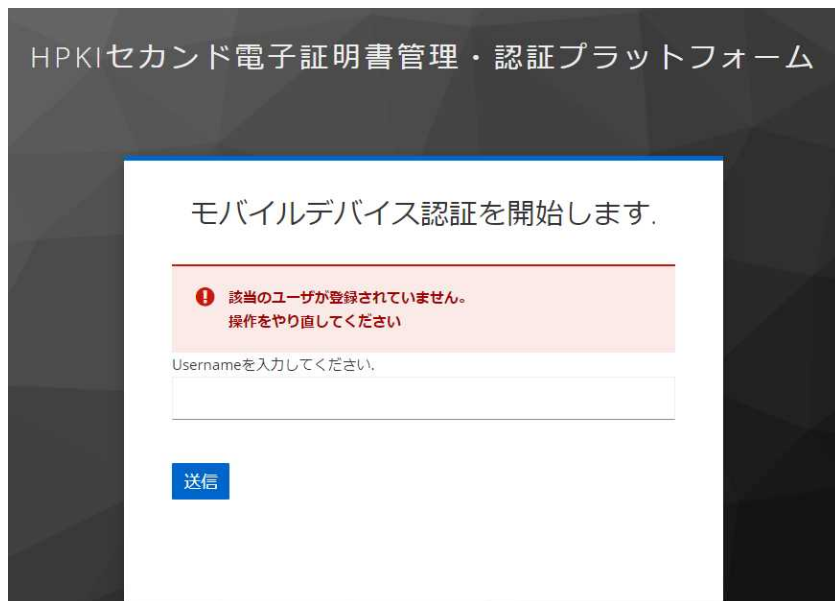 HPKIセカンド電子証明書管理・認証プラットフォーム
モバイルデバイス認証を開始します.
該当のユーザが登録されていません。
操作をやり直してください
Usernameを入力してください.
送信